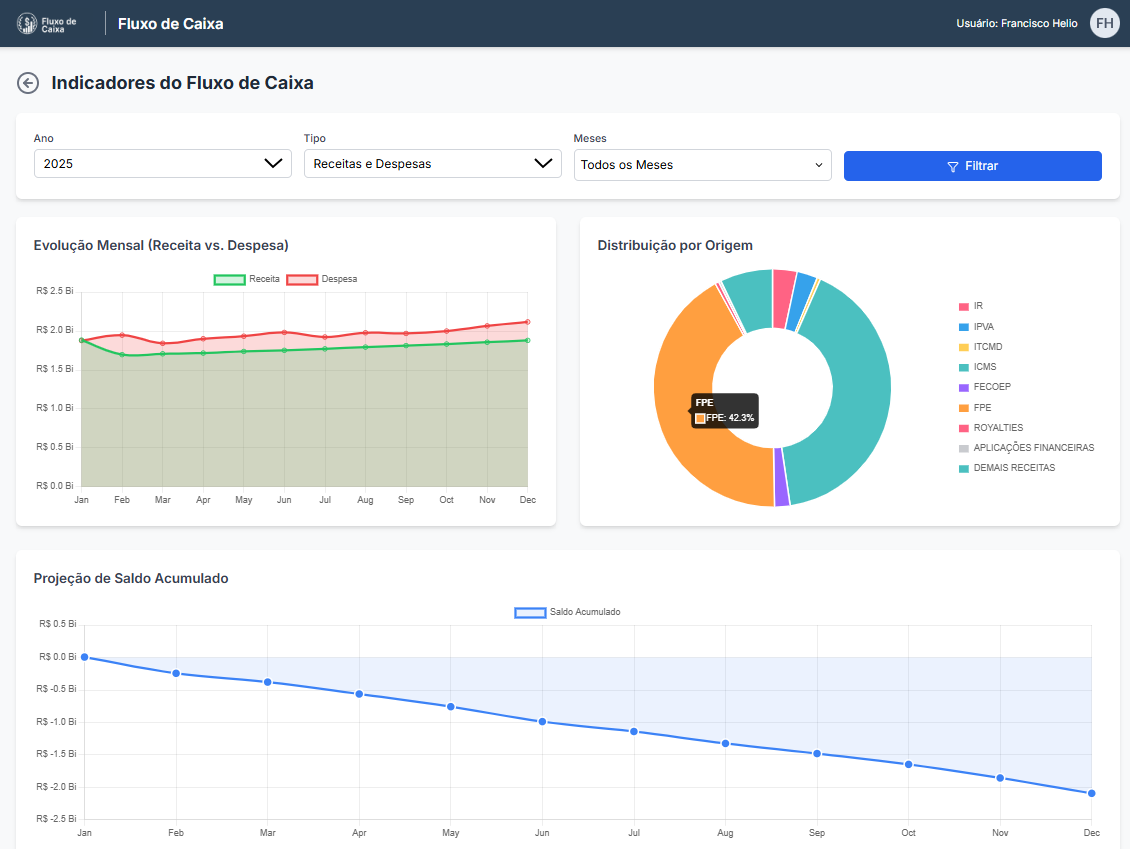 Fluxo de
Caixa
Fluxo de Caixa
Usuário: Francisco Helio
FH
Indicadores do Fluxo de Caixa
Ano
Tipo
Meses
2025
Receitas e Despesas
Todos os Meses
Filtrar
Evolução Mensal (Receita vs. Despesa)
Receita
Despesa
R$ 2.5 Bi
R$ 2.0 Bi
R$ 1.5 Bi
R$ 1.0 Bi
R$ 0.5 Bi
R$ 0.0 Bi
Jan Feb Mar Apr May Jun Jul Aug Sep Oct Nov Dec
Distribuição por Origem
FPE
FPE: 42.3%
IR
IPVA
ITCMD
ICMS
FECOEP
FPE
ROYALTIES
APLICAÇÕES FINANCEIRAS
DEMAIS RECEITAS
Projeção de Saldo Acumulado
Saldo Acumulado
R$ 0.5 Bi
R$ 0.0 Bi
R$ -0.5 Bi
R$ -1.0 Bi
R$ -1.5 Bi
R$ -2.0 Bi
R$ -2.5 Bi
Jan Feb Mar Apr May Jun Jul Aug Sep Oct Nov Dec